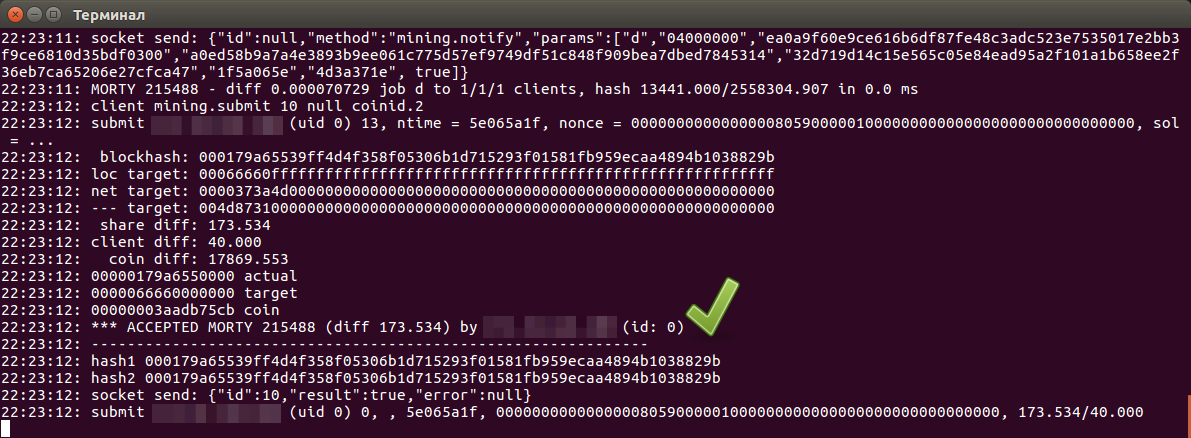 Терминал
22:23:11: socket send: {"id":null,"method":"mining.notify","params":["d","04000000","ea0a9f60e9ce616b6df87fe48c3adc523e7535017e2bb3
f9ce6810d35bdf0300","a0ed58b9a7a4e3893b9ee061c775d57ef9749df51c848f909bea7dbed7845314","32d719d14c15e565c05e84ead95a2f101a1b658ee2f
36eb7ca65206e27cfca47","1f5a065e","4d3a371e", true]}
22:23:11: MORTY 215488 - diff 0.000070729 job d to 1/1/1 clients, hash 13441.000/2558304.907 in 0.0 ms
22:23:12: client mining.submit 10 null coinid.2
22:23:12: submit (uid 0) 13, ntime = 5e065a1f, nonce = 00000000000000008059000001000000000000000000000000000000, sol
= ...
22:23:12:  blockhash: 000179a65539ff4d4f358f05306b1d715293f01581fb959ecaa4894b1038829b
22:23:12: loc target: 00066660ffffffffffffffffffffffffffffffffffffffffffffffffffffffff
22:23:12: net target: 0000373a4d000000000000000000000000000000000000000000000000000000
22:23:12: --- target: 004d873100000000000000000000000000000000000000000000000000000000
22:23:12:  share diff: 173.534
22:23:12: client diff: 40.000
22:23:12:   coin diff: 17869.553
22:23:12: 00000179a6550000 actual
22:23:12: 0000066660000000 target
22:23:12: 00000003aadb75cb coin
22:23:12: *** ACCEPTED MORTY 215488 (diff 173.534) by (id: 0)
22:23:12: --------------------------------------------------------------
22:23:12: hash1 000179a65539ff4d4f358f05306b1d715293f01581fb959ecaa4894b1038829b
22:23:12: hash2 000179a65539ff4d4f358f05306b1d715293f01581fb959ecaa4894b1038829b
22:23:12: socket send: {"id":10,"result":true,"error":null}
22:23:12: submit (uid 0) 0, , 5e065a1f, 00000000000000008059000001000000000000000000000000000000, 173.534/40.000